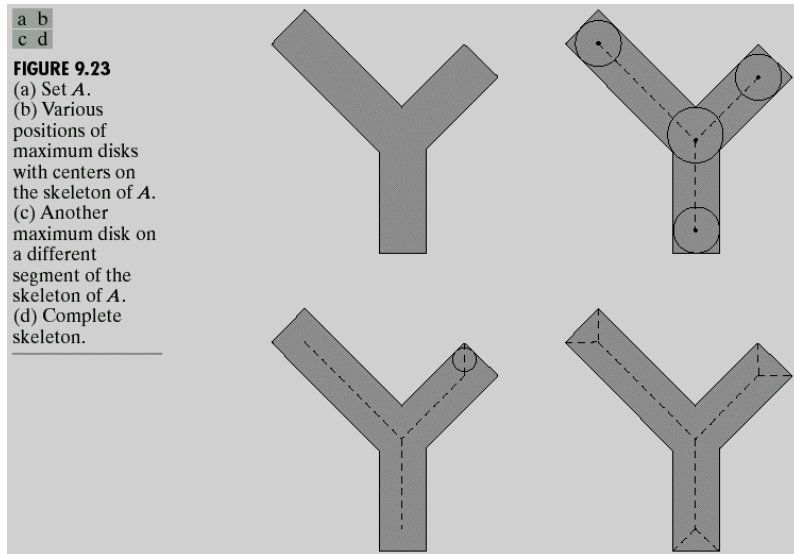 a b
c d
FIGURE 9.23
(a) Set A.
(b) Various
positions of
maximum disks
with centers on
the skeleton of A.
(c) Another
maximum disk on
a different
segment of the
skeleton of A.
(d) Complete
skeleton.